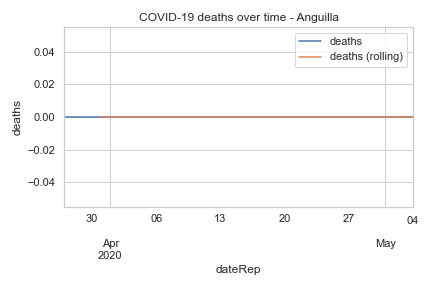 COVID-19 deaths over time - Anguilla
deaths
deaths (rolling)
0.04
0.02
0.00
−0.02
−0.04
deaths
30 06 13 20 27 04
Apr May
2020
dateRep